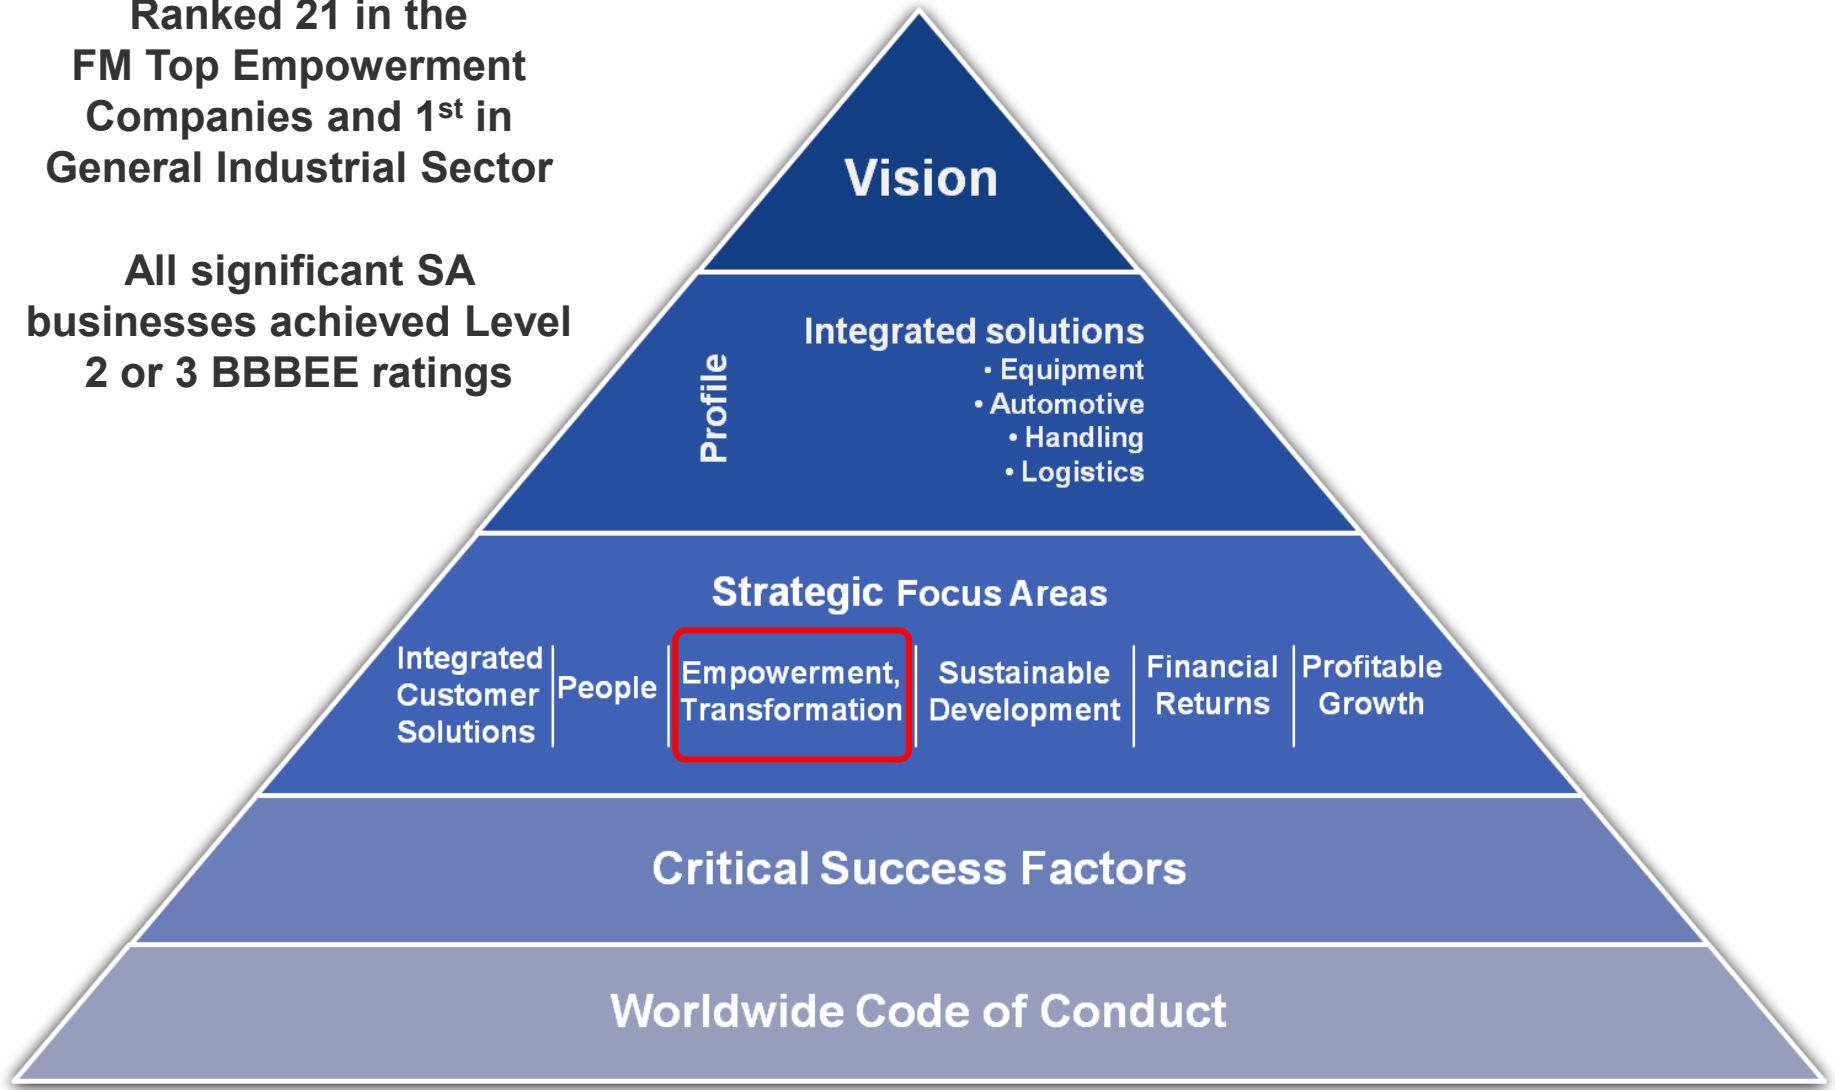 Ranked 21 in the
FM Top Empowerment
Companies and 1st in
General Industrial Sector
All significant SA
businesses achieved Level
2 or 3 BBBEE ratings
Vision
Profile
Integrated solutions
• Equipment
• Automotive
• Handling
• Logistics
Strategic Focus Areas
Integrated
Customer
Solutions
People
Empowerment,
Transformation
Sustainable
Development
Financial
Returns
Profitable
Growth
Critical Success Factors
Worldwide Code of Conduct